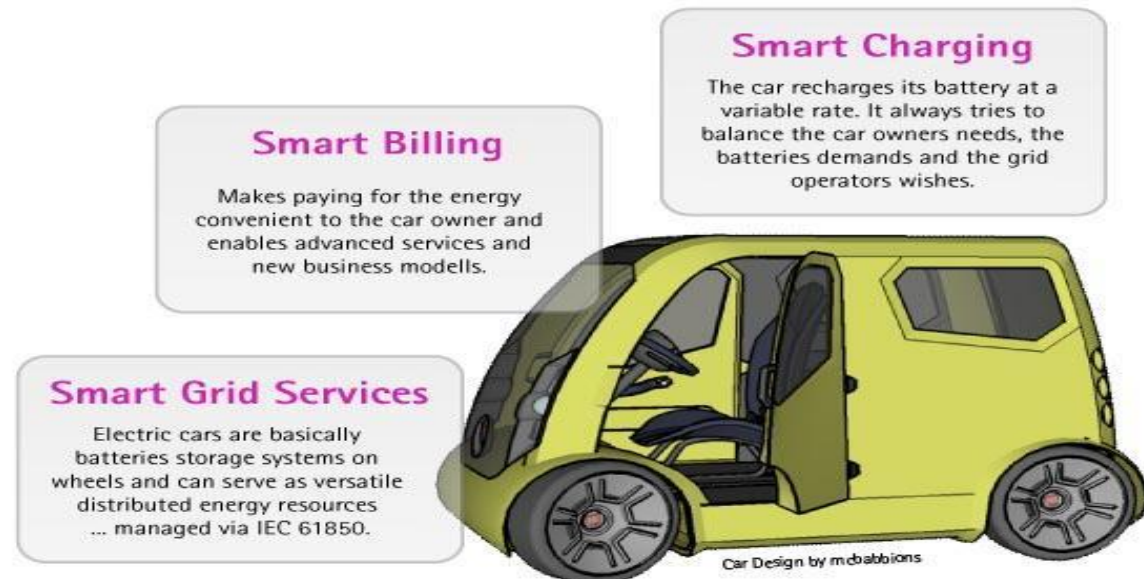 Smart Charging
The car recharges its battery at a
variable rate. It always tries to
balance the car owners needs, the
batteries demands and the grid
operators wishes.
Smart Billing
Makes paying for the energy
convenient to the car owner and
enables advanced services and
new business modells.
Smart Grid Services
Electric cars are basically
batteries storage systems on
wheels and can serve as versatile
distributed energy resources
... managed via IEC 61850.
Car Design by mcbabbions